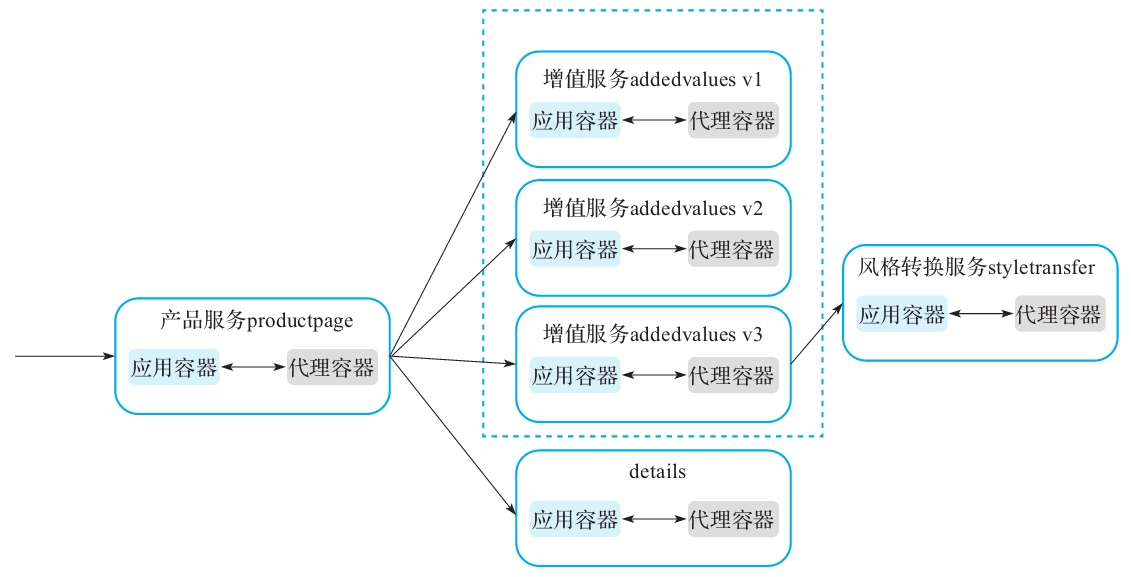 增值服务addedvalues v1
应用容器 代理容器
增值服务addedvalues v2
应用容器 代理容器
风格转换服务styletransfer
应用容器 代理容器
产品服务productpage
应用容器 代理容器
增值服务addedvalues v3
应用容器 代理容器
details
应用容器 代理容器